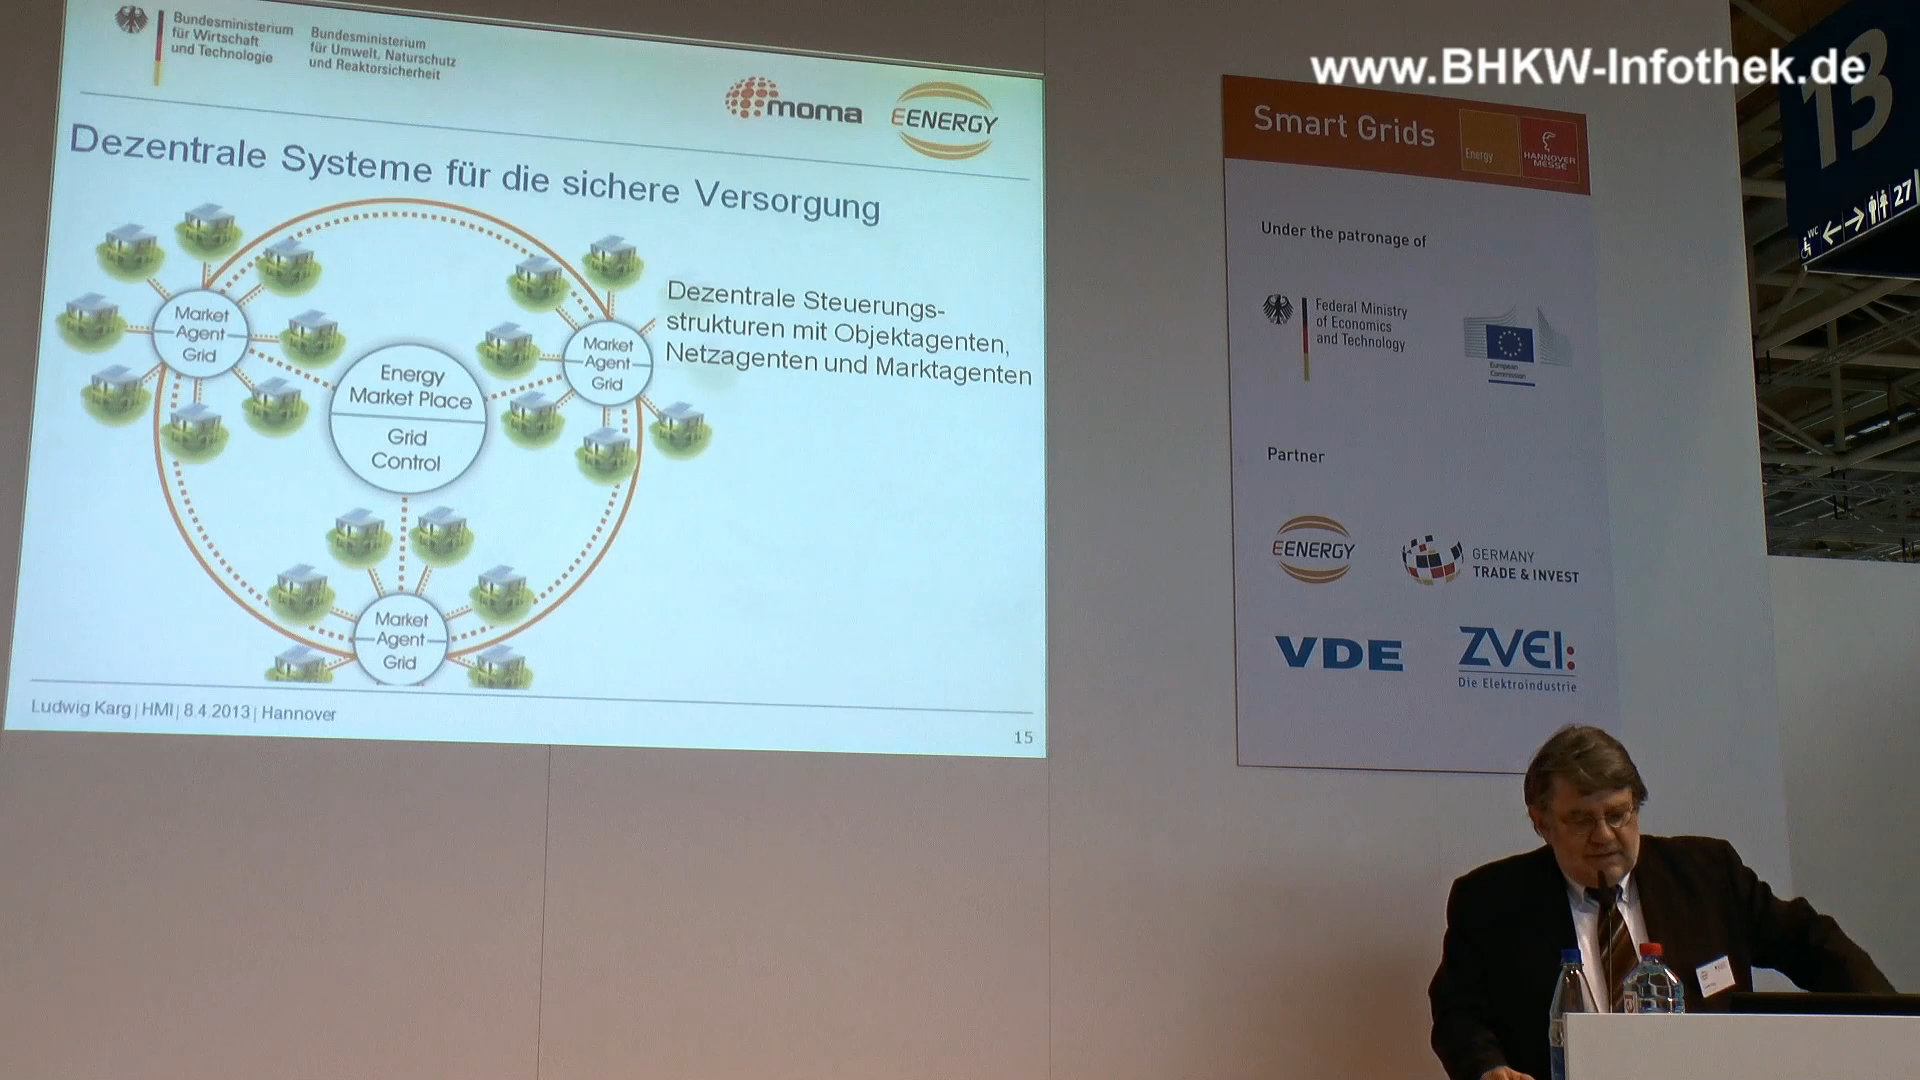 www.BHKW-Infothek.de
Bundesministerium
für Wirtschaft
und Technologie
Bundesministerium
für Umwelt, Naturschutz
und Reaktorsicherheit
moma
EENERGY
Dezentrale Systeme für die sichere Versorgung
Market
Agent
Grid
Energy
Market Place
Grid
Control
Market
Agent
Grid
Market
Agent
Grid
Dezentrale Steuerungs-
strukturen mit Objektagenten,
Netzagenten und Marktagenten
Ludwig Karg | HMI | 8.4.2013 | Hannover
15
Smart Grids
Energy
HANNOVER
MESSE
Under the patronage of
Federal Ministry
of Economics
and Technology
European
Commission
Partner
EENERGY
GERMANY
TRADE & INVEST
VDE
ZVEI:
Die Elektroindustrie
13
WC
27